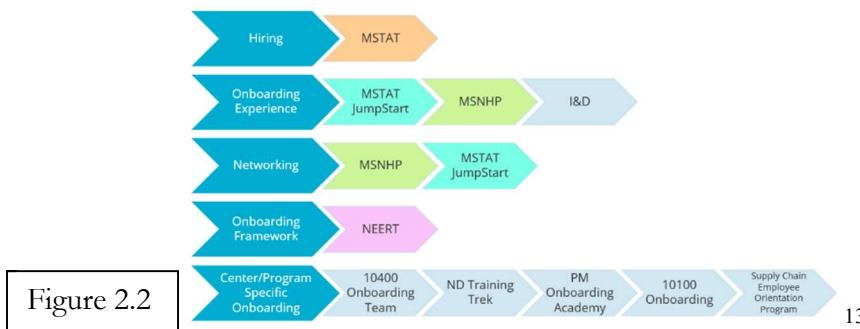 Hiring
MSTAT
Onboarding
Experience
MSTAT
JumpStart
MSNHP
I&D
Networking
MSNHP
MSTAT
JumpStart
Onboarding
Framework
NEERT
Center/Program
Specific
Onboarding
10400
Onboarding
Team
ND Training
Trek
PM
Onboarding
Academy
10100
Onboarding
Supply Chain
Employee
Orientation
Program
Figure 2.2